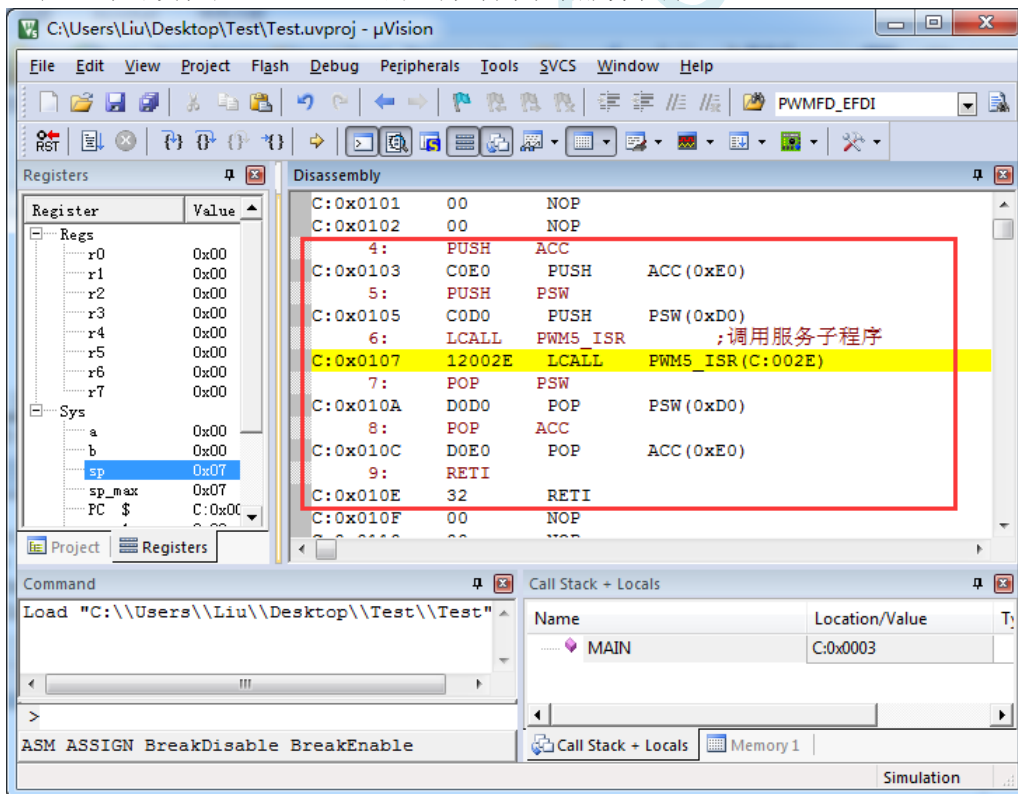 C:\Users\Liu\Desktop\Test\Test.uvproj - µVision
File Edit View Project Flash Debug Peripherals Tools SVCS Window Help
PWMFD_EFDI
RST
Registers
Disassembly
Register Value
Regs
r0 0x00
r1 0x00
r2 0x00
r3 0x00
r4 0x00
r5 0x00
r6 0x00
r7 0x00
Sys
a 0x00
b 0x00
sp 0x07
sp_max 0x07
PC $ C:0x00
Project Registers
C:0x0101 00 NOP
C:0x0102 00 NOP
4: PUSH ACC
C:0x0103 C0E0 PUSH ACC(0xE0)
5: PUSH PSW
C:0x0105 C0D0 PUSH PSW(0xD0)
6: LCALL PWM5_ISR ;调用服务子程序
C:0x0107 12002E LCALL PWM5_ISR(C:002E)
7: POP PSW
C:0x010A D0D0 POP PSW(0xD0)
8: POP ACC
C:0x010C D0E0 POP ACC(0xE0)
9: RETI
C:0x010E 32 RETI
C:0x010F 00 NOP
Command
Load "C:\\Users\\Liu\\Desktop\\Test\\Test"
>
ASM ASSIGN BreakDisable BreakEnable
Call Stack + Locals
Name Location/Value
MAIN C:0x0003
Call Stack + Locals Memory 1
Simulation